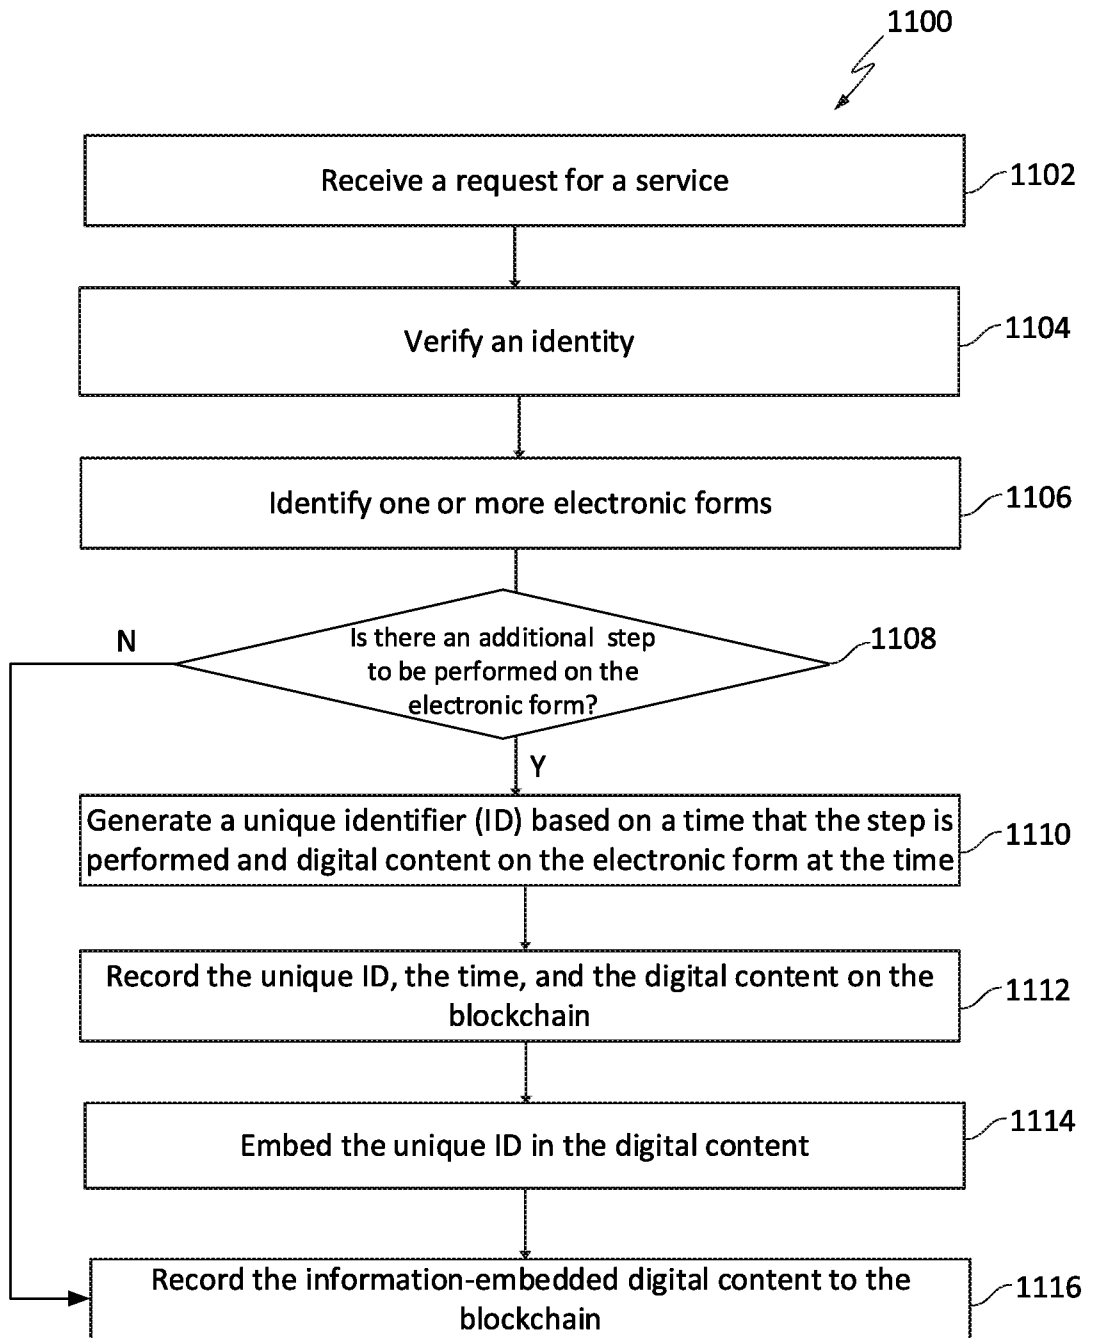 1100
Receive a request for a service
1102
Verify an identity
1104
Identify one or more electronic forms
1106
N
Is there an additional step
to be performed on the
electronic form?
1108
Y
Generate a unique identifier (ID) based on a time that the step is
performed and digital content on the electronic form at the time
1110
Record the unique ID, the time, and the digital content on the
blockchain
1112
Embed the unique ID in the digital content
1114
Record the information-embedded digital content to the
blockchain
1116